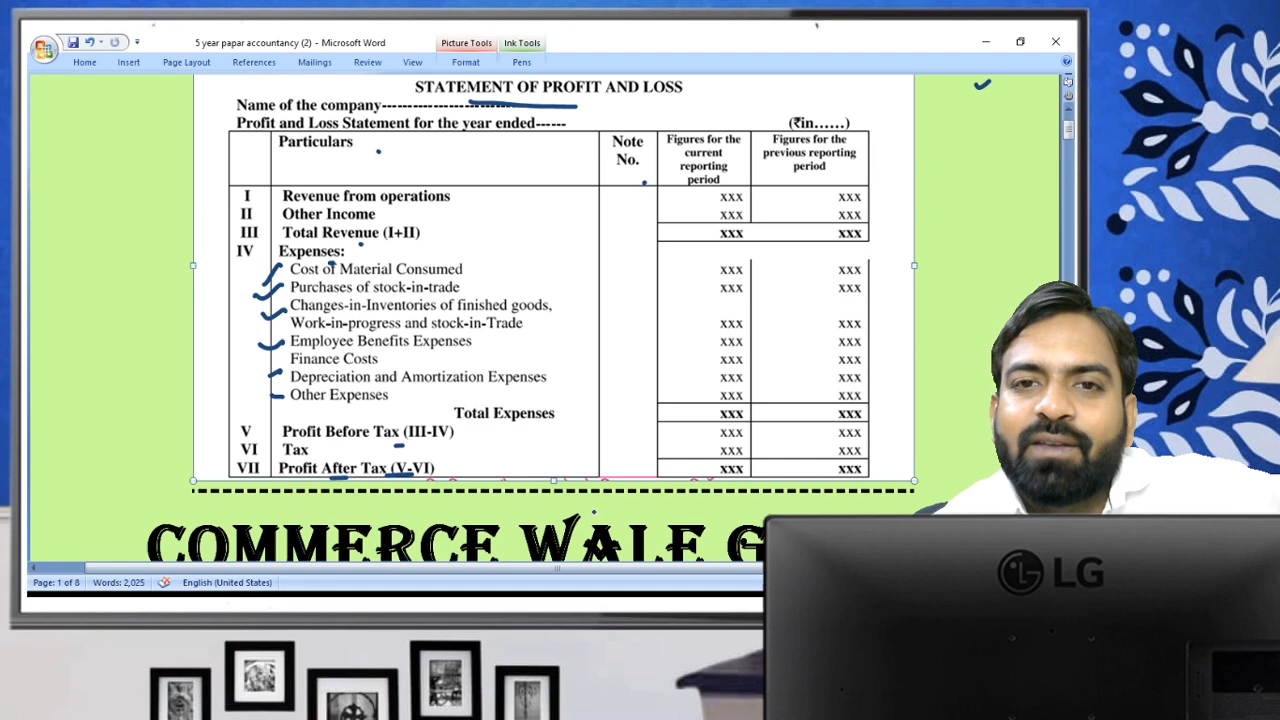 5 year papar accountancy (2) - Microsoft Word
Picture Tools
Ink Tools
Home Insert Page Layout References Mailings Review View Format Pens
STATEMENT OF PROFIT AND LOSS
Name of the company-----------------------------
Profit and Loss Statement for the year ended------
(₹in……)
Particulars
Note No.
Figures for the current reporting period
Figures for the previous reporting period
I Revenue from operations xxx xxx
II Other Income xxx xxx
III Total Revenue (I+II) xxx xxx
IV Expenses:
Cost of Material Consumed xxx xxx
Purchases of stock-in-trade xxx xxx
Changes-in-Inventories of finished goods,
Work-in-progress and stock-in-Trade xxx xxx
Employee Benefits Expenses xxx xxx
Finance Costs xxx xxx
Depreciation and Amortization Expenses xxx xxx
Other Expenses xxx xxx
Total Expenses xxx xxx
V Profit Before Tax (III-IV) xxx xxx
VI Tax xxx xxx
VII Profit After Tax (V-VI) xxx xxx
COMMERCE WALE G
Page: 1 of 8 Words: 2,025 English (United States)
LG